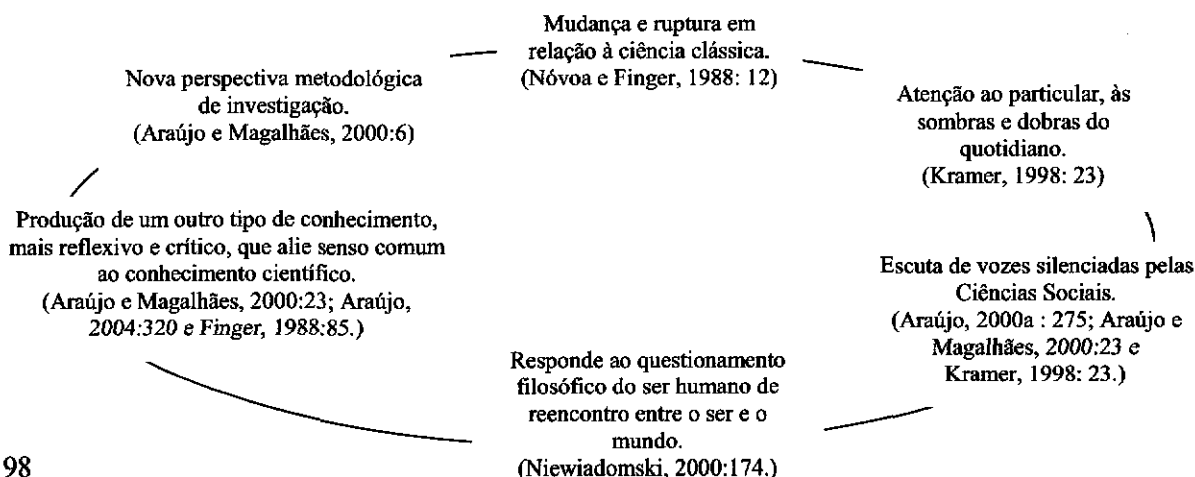 Mudança e ruptura em
relação à ciência clássica.
(Nóvoa e Finger, 1988: 12)
Nova perspectiva metodológica
de investigação.
(Araújo e Magalhães, 2000:6)
Atenção ao particular, às
sombras e dobras do
quotidiano.
(Kramer, 1998: 23)
Produção de um outro tipo de conhecimento,
mais reflexivo e crítico, que alie senso comum
ao conhecimento científico.
(Araújo e Magalhães, 2000:23; Araújo,
2004:320 e Finger, 1988:85.)
Escuta de vozes silenciadas pelas
Ciências Sociais.
(Araújo, 2000a : 275; Araújo e
Magalhães, 2000:23 e
Kramer, 1998: 23.)
Responde ao questionamento
filosófico do ser humano de
reencontro entre o ser e o
mundo.
(Niewiadomski, 2000:174.)
98